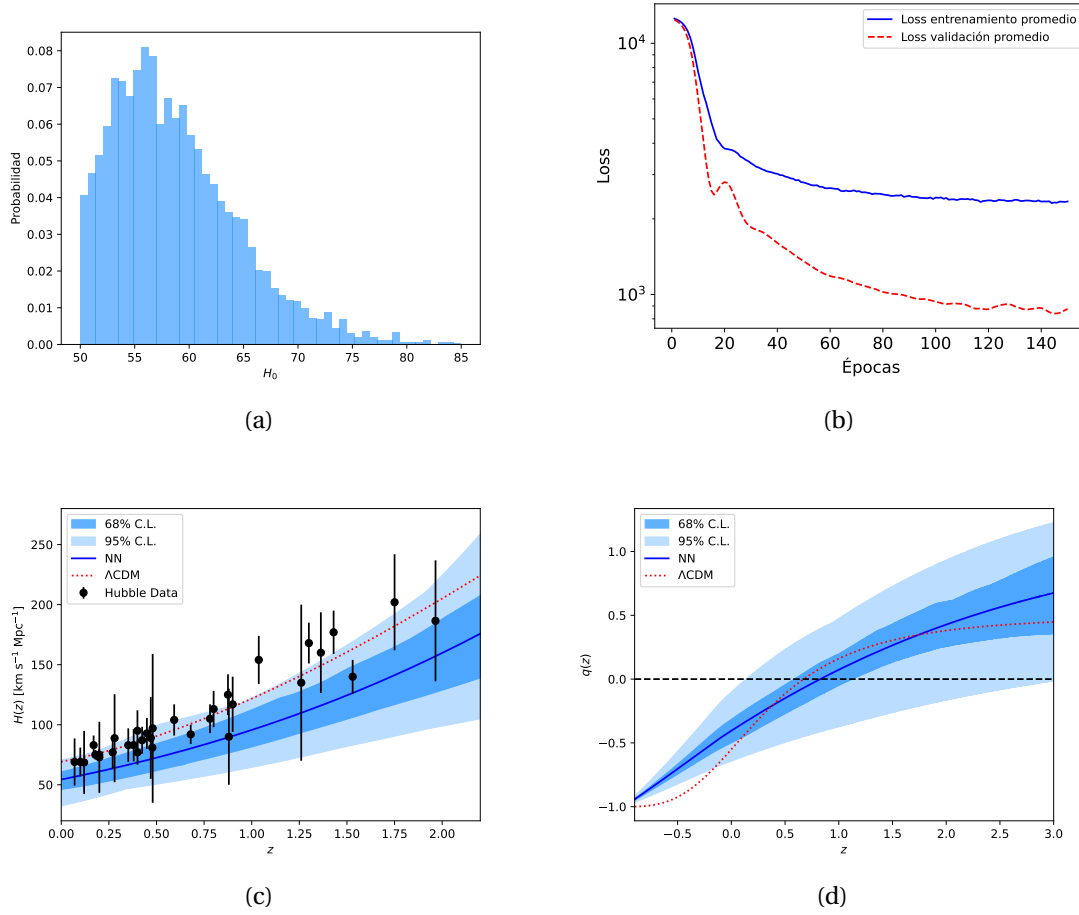 0.08
0.07
0.06
0.05
0.04
0.03
0.02
0.01
0.00
Probabilidad
50 55 60 65 70 75 80 85
H₀
(a)
Loss entrenamiento promedio
Loss validación promedio
10⁴
10³
Loss
0 20 40 60 80 100 120 140
Épocas
(b)
68% C.L.
95% C.L.
NN
ΛCDM
Hubble Data
250
200
150
100
50
H(z) [km s⁻¹ Mpc⁻¹]
0.00 0.25 0.50 0.75 1.00 1.25 1.50 1.75 2.00
z
(c)
68% C.L.
95% C.L.
NN
ΛCDM
1.0
0.5
0.0
−0.5
−1.0
q(z)
−0.5 0.0 0.5 1.0 1.5 2.0 2.5 3.0
z
(d)